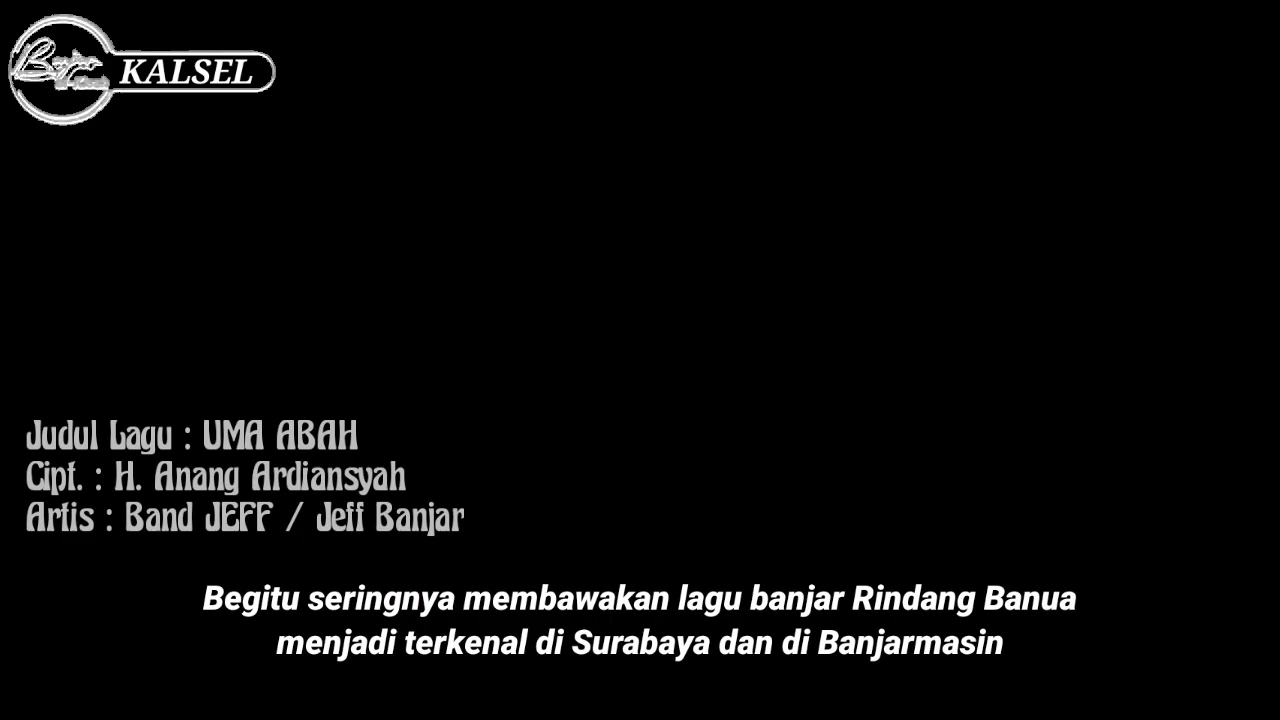 Banjar
KALSEL
Judul Lagu : UMA ABAH
Cipt. : H. Anang Ardiansyah
Artis : Band JEFF / Jeff Banjar
Begitu seringnya membawakan lagu banjar Rindang Banua
menjadi terkenal di Surabaya dan di Banjarmasin